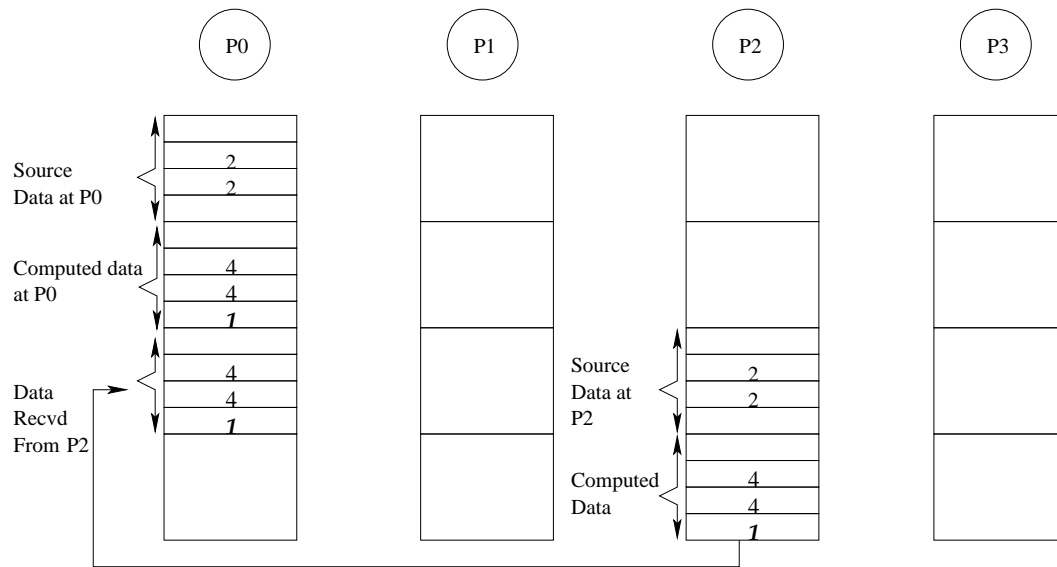 P0
P1
P2
P3
Source
Data at P0
2
2
Computed data
at P0
4
4
1
Data
Recvd
From P2
4
4
1
Source
Data at
P2
2
2
Computed
Data
4
4
1